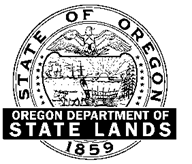 STATE OF OREGON
OREGON DEPARTMENT OF
STATE LANDS
1859